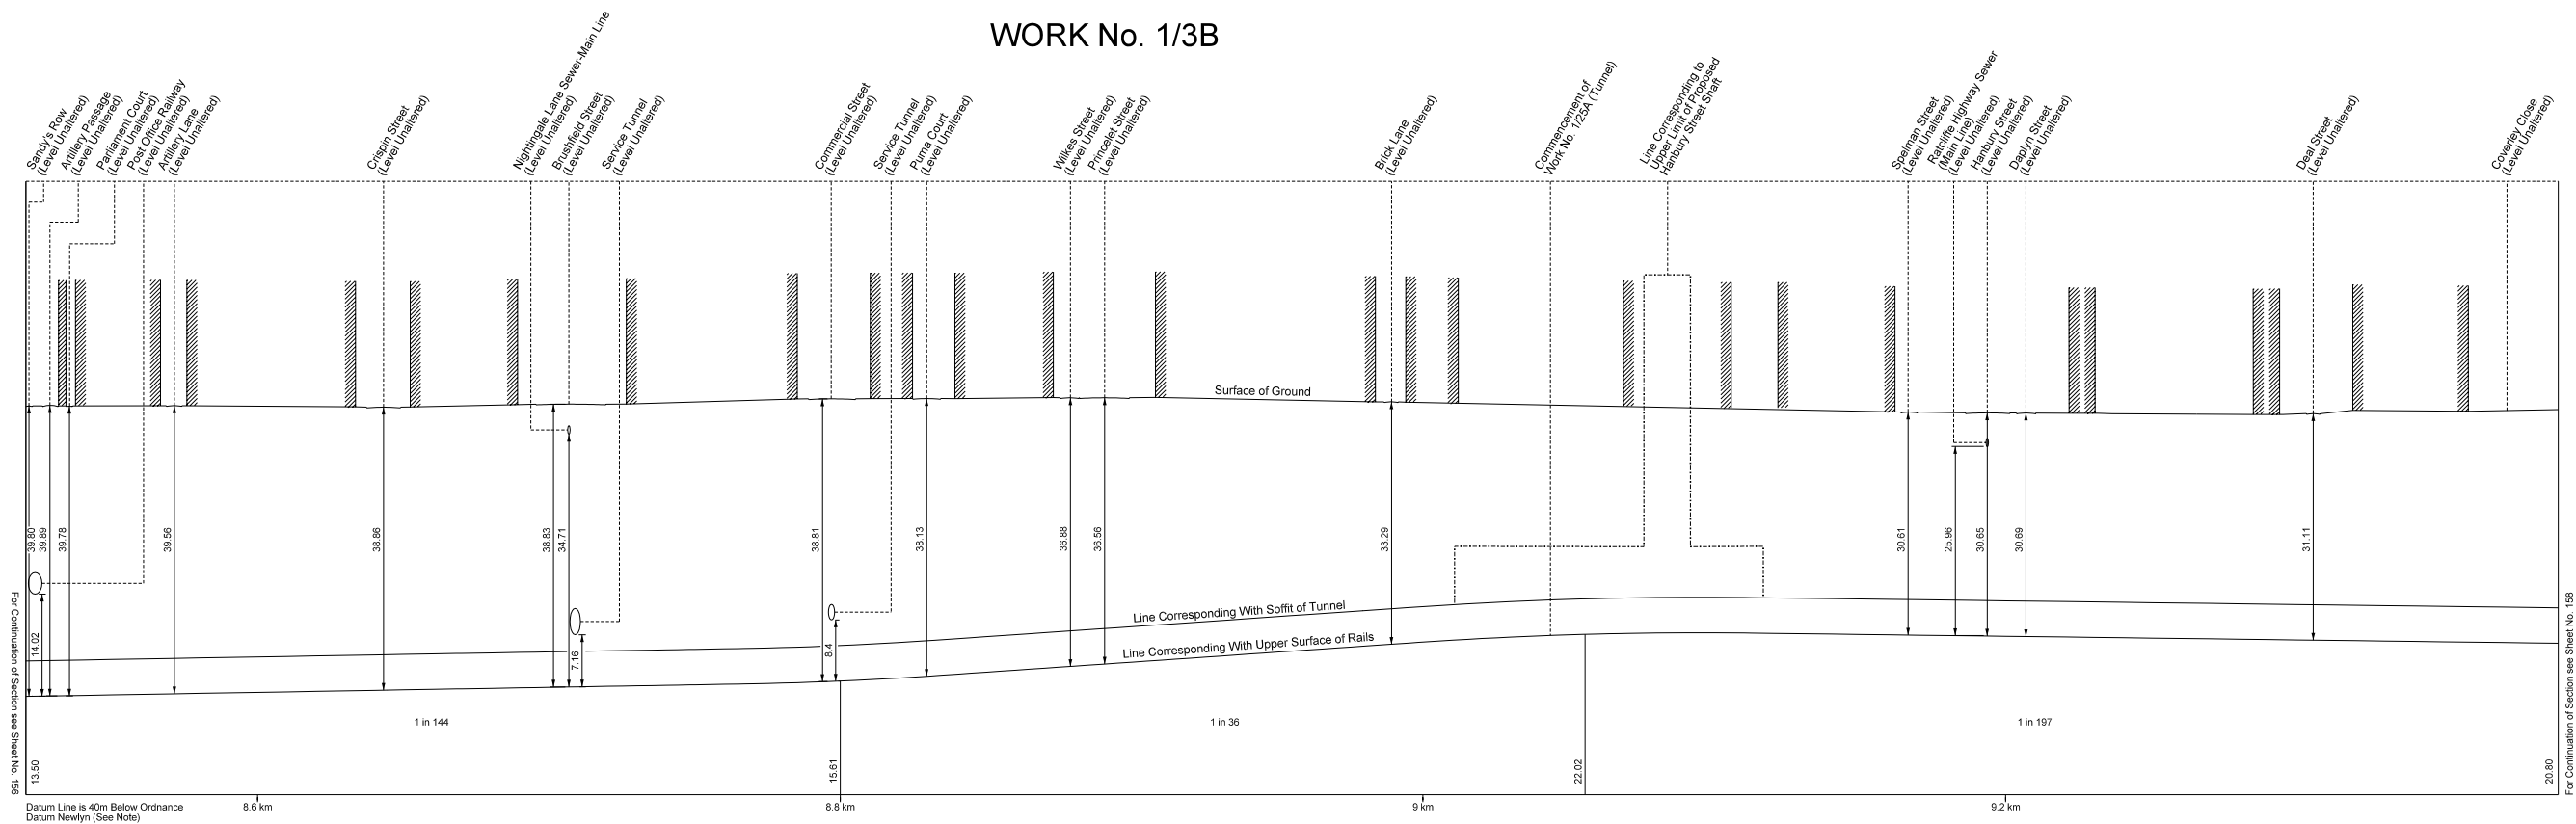 WORK No. 1/3B
Sandy's Row
(Level Unaltered)
Artillery Passage
(Level Unaltered)
Parliament Court
(Level Unaltered)
Post Office Railway
(Level Unaltered)
Artillery Lane
(Level Unaltered)
Crispin Street
(Level Unaltered)
Nightingale Lane Sewer-Main Line
(Level Unaltered)
Brushfield Street
(Level Unaltered)
Service Tunnel
(Level Unaltered)
Commercial Street
(Level Unaltered)
Service Tunnel
(Level Unaltered)
Puma Court
(Level Unaltered)
Wilkes Street
(Level Unaltered)
Princelet Street
(Level Unaltered)
Brick Lane
(Level Unaltered)
Commencement of
Work No. 1/25A (Tunnel)
Line Corresponding to
Upper Limit of Proposed
Hanbury Street Shaft
Spelman Street
(Level Unaltered)
Ratcliffe Highway Sewer
(Main Line)
(Level Unaltered)
Hanbury Street
(Level Unaltered)
Daplyn Street
(Level Unaltered)
Deal Street
(Level Unaltered)
Coverley Close
(Level Unaltered)
Surface of Ground
39.80
39.89
39.78
39.56
38.86
38.83
34.71
38.81
38.13
36.88
36.56
33.29
30.61
25.96
30.65
30.69
31.11
14.02
7.16
8.4
Line Corresponding With Soffit of Tunnel
Line Corresponding With Upper Surface of Rails
1 in 144
1 in 36
1 in 197
13.50
15.61
22.02
20.80
For Continuation of Section see Sheet No. 156
For Continuation of Section see Sheet No. 158
Datum Line is 40m Below Ordnance
Datum Newlyn (See Note)
8.6 km
8.8 km
9 km
9.2 km